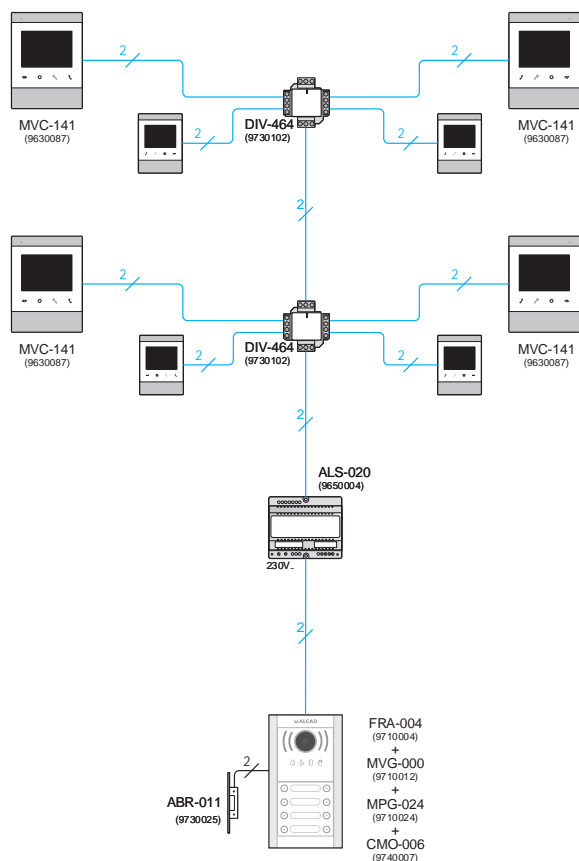 2
2
MVC-141
(9630087)
DIV-464
(9730102)
MVC-141
(9630087)
2
2
2
2
2
MVC-141
(9630087)
DIV-464
(9730102)
MVC-141
(9630087)
2
2
2
ALS-020
(9650004)
230V~
2
ALCAD
FRA-004
(9710004)
+
MVG-000
(9710012)
+
MPG-024
(9710024)
+
CMO-006
(9740007)
2
ABR-011
(9730025)